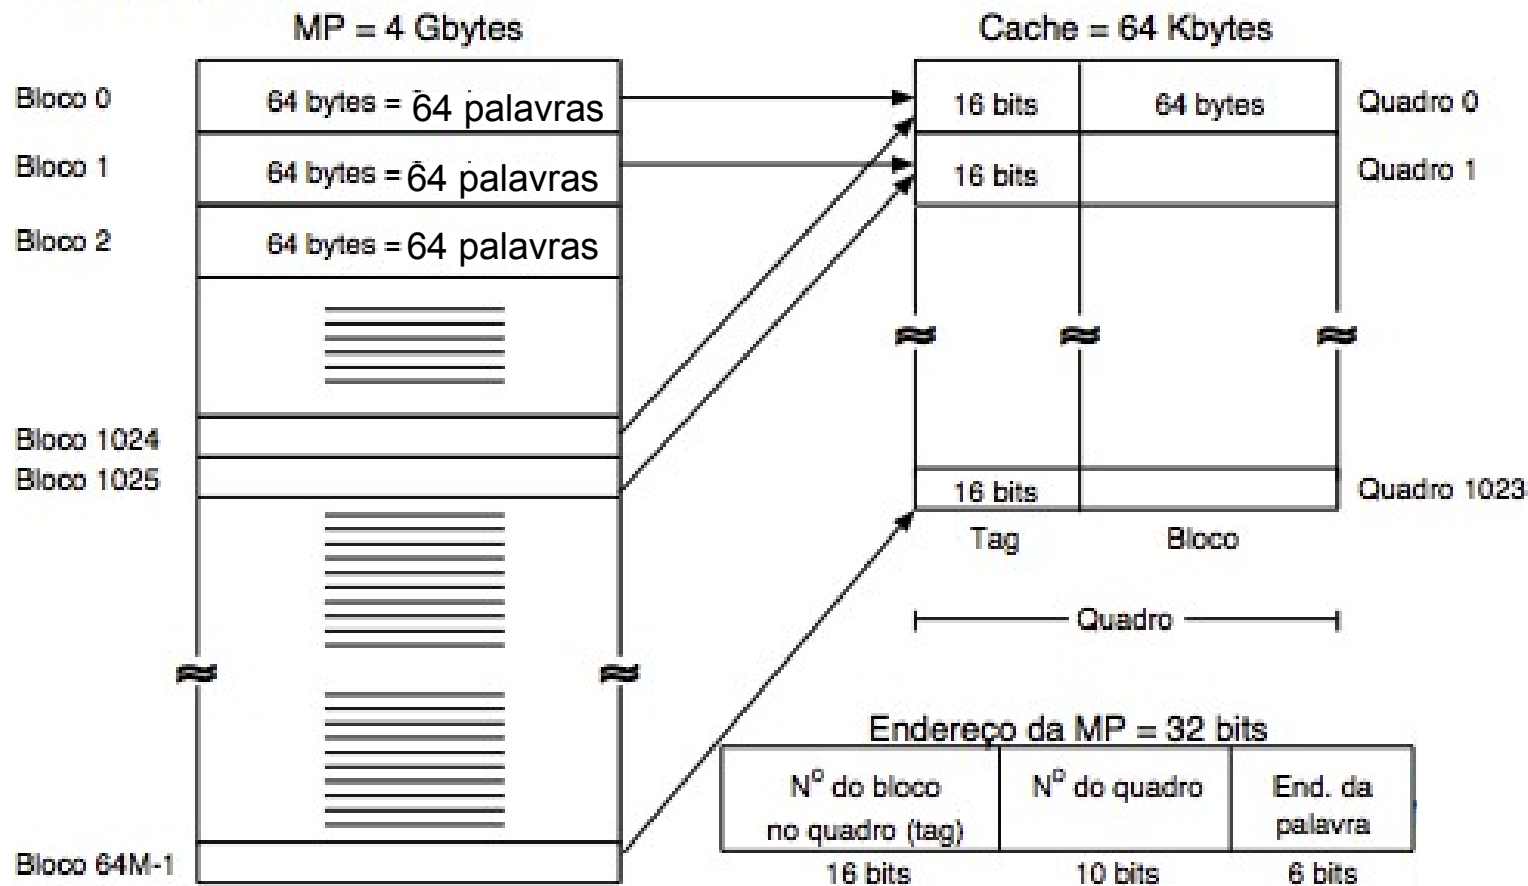 MP = 4 Gbytes
Bloco 0
64 bytes = 64 palavras
Bloco 1
64 bytes = 64 palavras
Bloco 2
64 bytes = 64 palavras
Bloco 1024
Bloco 1025
Bloco 64M-1
Cache = 64 Kbytes
16 bits
64 bytes
Quadro 0
16 bits
Quadro 1
16 bits
Quadro 1023
Tag
Bloco
Quadro
Endereço da MP = 32 bits
Nº do bloco
no quadro (tag)
Nº do quadro
End. da
palavra
16 bits
10 bits
6 bits